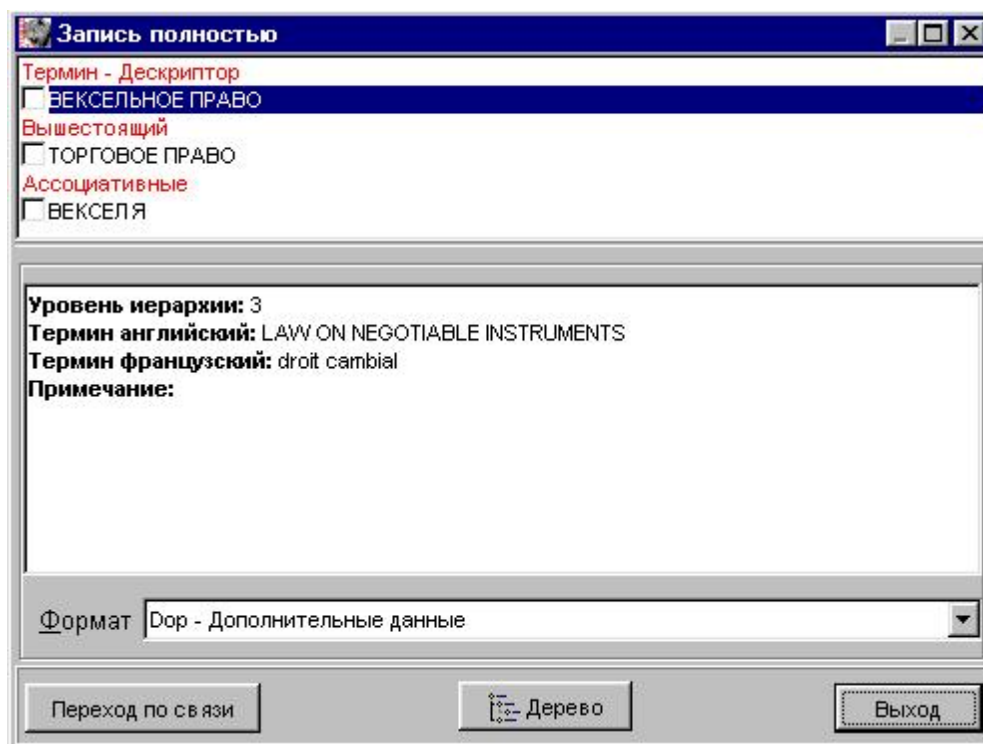 Запись полностью
Термин - Дескриптор
ВЕКСЕЛЬНОЕ ПРАВО
Вышестоящий
ТОРГОВОЕ ПРАВО
Ассоциативные
ВЕКСЕЛЯ
Уровень иерархии: 3
Термин английский: LAW ON NEGOTIABLE INSTRUMENTS
Термин французский: droit cambial
Примечание:
Формат Dop - Дополнительные данные
Переход по связи Дерево Выход